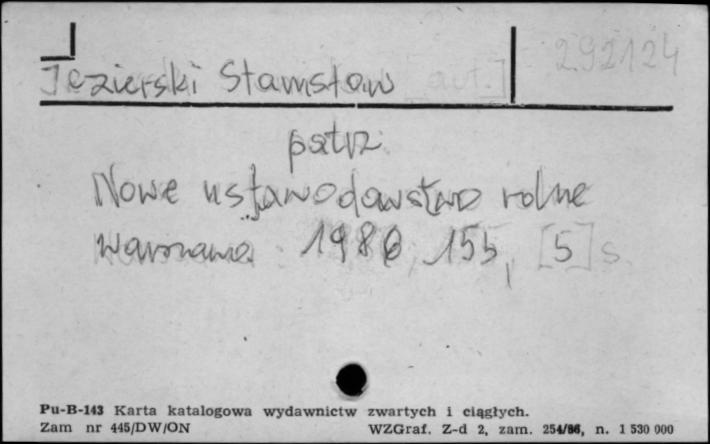 292124
Jezierski Stanisław [aut.]
patrz:
Nowe ustawodawstwo rolne
Warszawa 1986, 155, [5] s.
Pu-B-143 Karta katalogowa wydawnictw zwartych i ciągłych.
Zam nr 445/DW/ON WZGraf. Z-d 2, zam. 254/86, n. 1 530 000